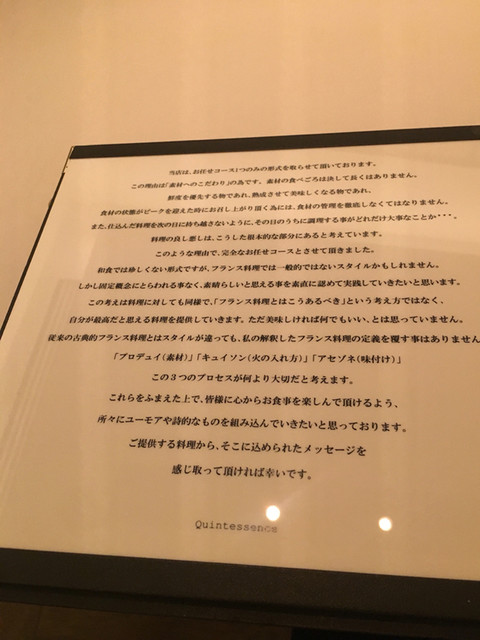 当店は、お任せコース1つのみの形式を取らせて頂いております。
この理由は「素材へのこだわり」の為です。素材の食べごろは決して長くはありません。
鮮度を優先する物であれ、熟成させて美味しくなる物であれ、
食材の状態がピークを迎えた時にお召し上がり頂く為には、食材の管理を徹底しなくてはなりません。
また、仕込んだ料理を次の日に持ち越さないように、その日のうちに調理する事がどれだけ大事なことか・・・。
料理の良し悪しは、こうした根本的な部分にあると考えています。
このような理由で、完全なお任せコースとさせて頂きました。
和食では珍しくない形式ですが、フランス料理では一般的ではないスタイルかもしれません。
しかし固定概念にとらわれる事なく、素晴らしいと思える事を素直に認めて実践していきたいと思います。
この考えは料理に対しても同様で、「フランス料理とはこうあるべき」という考え方ではなく、
自分が最高だと思える料理を提供していきます。ただ美味しければ何でもいい、とは思っていません。
従来の古典的フランス料理とはスタイルが違っても、私の解釈したフランス料理の定義を覆す事はありません
「プロデュイ（素材）」「キュイソン（火の入れ方）」「アセゾネ（味付け）」
この3つのプロセスが何より大切だと考えます。
これらをふまえた上で、皆様に心からお食事を楽しんで頂けるよう、
所々にユーモアや詩的なものを組み込んでいきたいと思っております。
ご提供する料理から、そこに込められたメッセージを
感じ取って頂ければ幸いです。
Quintessence